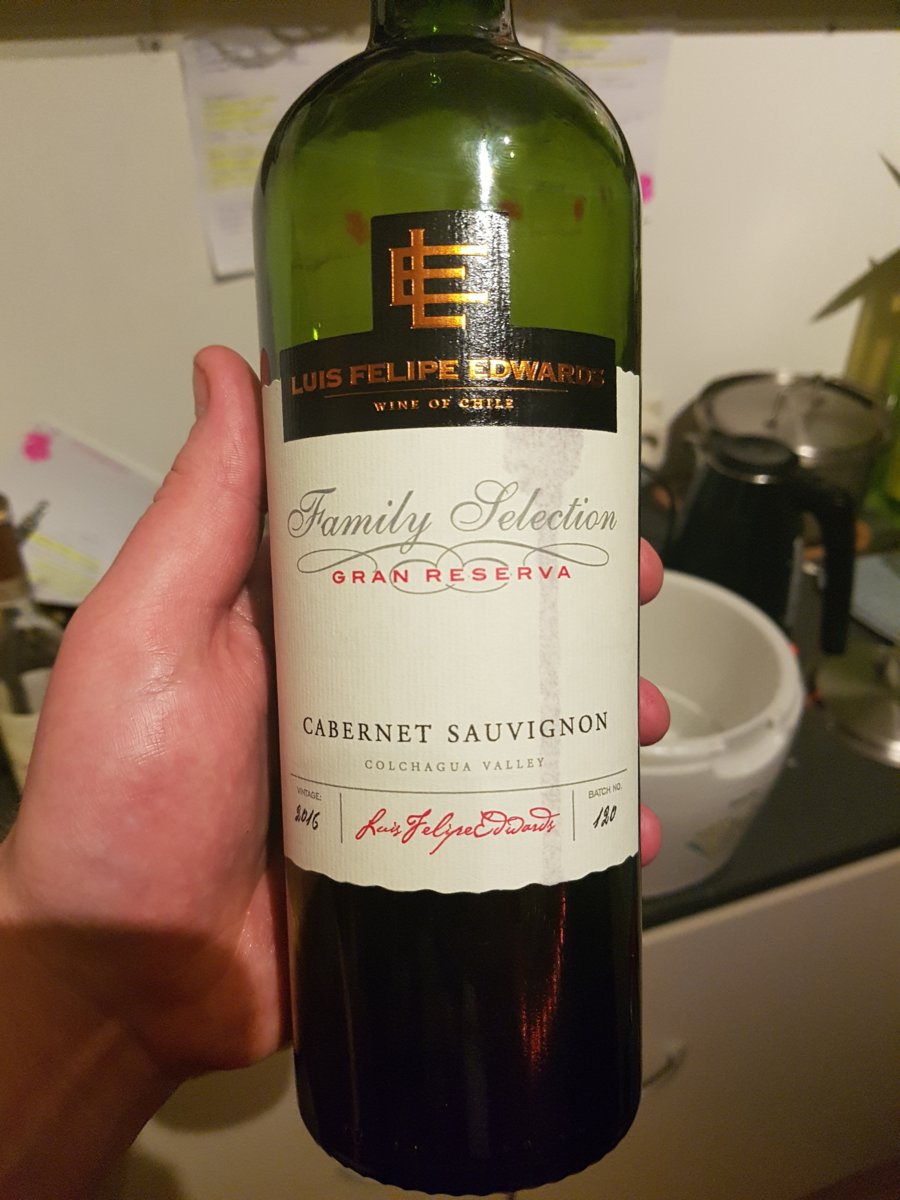 LE
LUIS FELIPE EDWARDS
WINE OF CHILE
Family Selection
GRAN RESERVA
CABERNET SAUVIGNON
COLCHAGUA VALLEY
VINTAGE:
2016
Luis Felipe Edwards
BATCH NO.
120